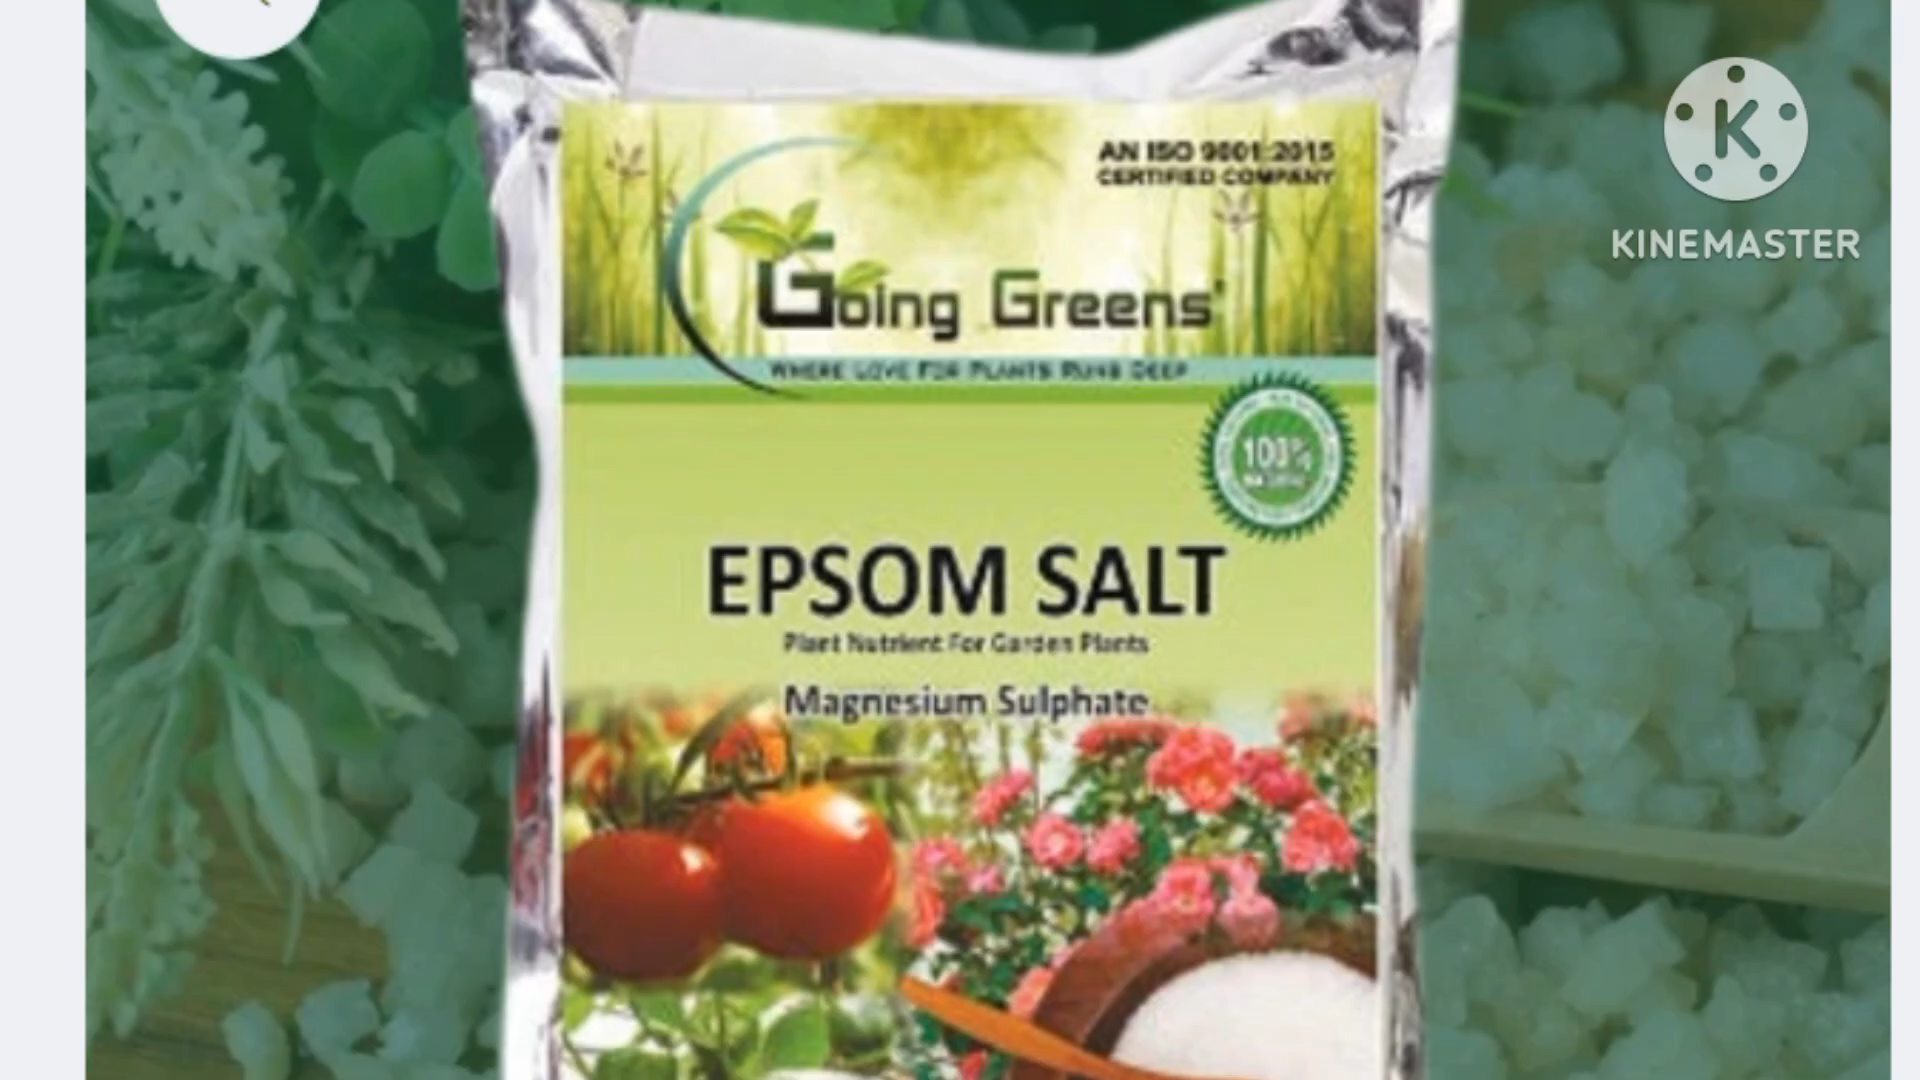 AN ISO 9001:2015
CERTIFIED COMPANY
Going Greens'
WHERE LOVE FOR PLANTS RUNS DEEP
100%
NATURAL
EPSOM SALT
Plant Nutrient For Garden Plants
Magnesium Sulphate
K
KINEMASTER